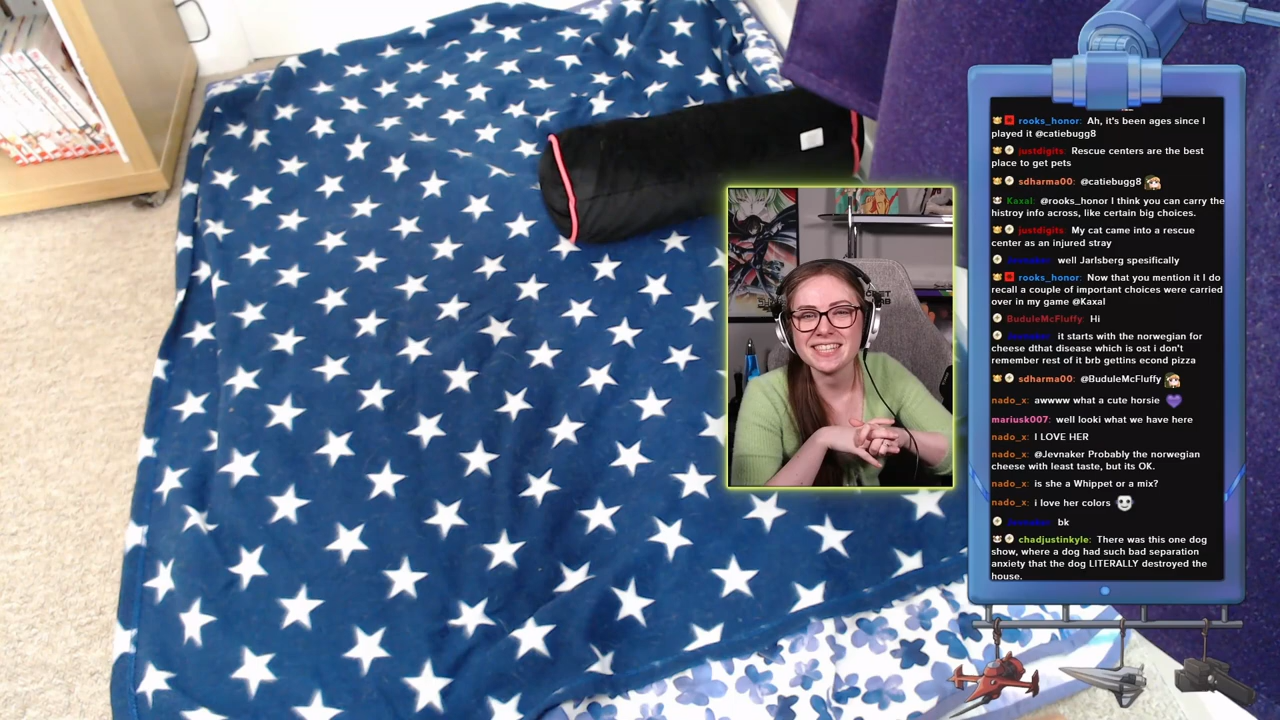 rooks_honor: Ah, it's been ages since I
played it @catiebugg8
justdigits: Rescue centers are the best
place to get pets
sdharma00: @catiebugg8
Kaxal: @rooks_honor I think you can carry the
histroy info across, like certain big choices.
justdigits: My cat came into a rescue
center as an injured stray
well Jarlsberg spesifically
rooks_honor: Now that you mention it I do
recall a couple of important choices were carried
over in my game @Kaxal
BuduleMcFluffy: Hi
it starts with the norwegian for
cheese dthat disease which is ost i don't
remember rest of it brb gettins econd pizza
sdharma00: @BuduleMcFluffy
nado_x: awwww what a cute horsie
mariusk007: well looki what we have here
nado_x: I LOVE HER
nado_x: @Jevnaker Probably the norwegian
cheese with least taste, but its OK.
nado_x: is she a Whippet or a mix?
nado_x: i love her colors
bk
chadjustinkyle: There was this one dog
show, where a dog had such bad separation
anxiety that the dog LITERALLY destroyed the
house.